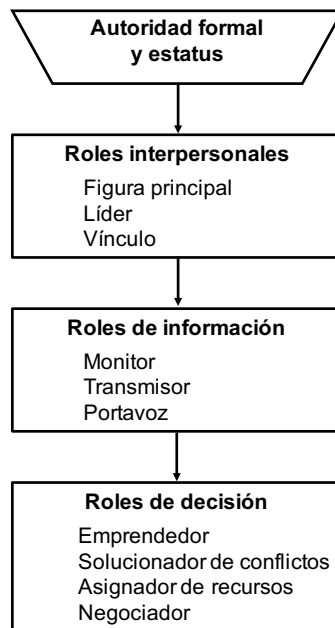 Autoridad formal
y estatus
Roles interpersonales
Figura principal
Líder
Vínculo
Roles de información
Monitor
Transmisor
Portavoz
Roles de decisión
Emprendedor
Solucionador de conflictos
Asignador de recursos
Negociador